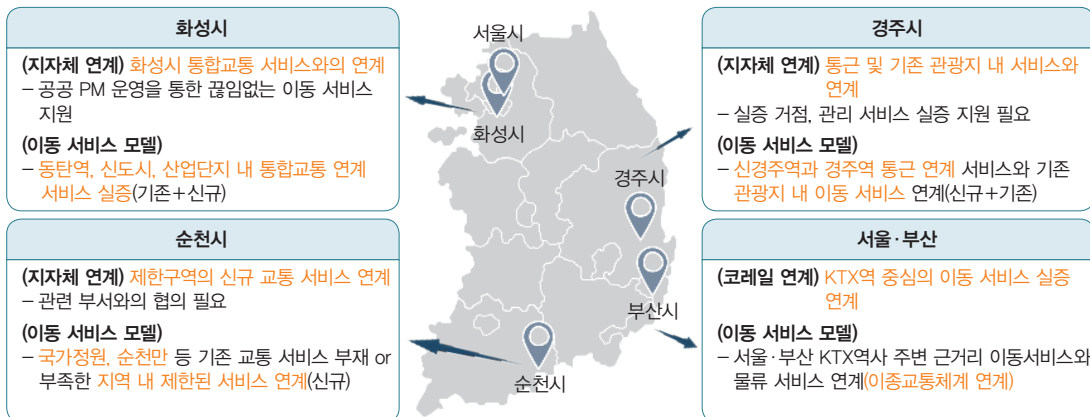 화성시
(지자체 연계) 화성시 통합교통 서비스와의 연계
– 공공 PM 운영을 통한 끊임없는 이동 서비스
지원
(이동 서비스 모델)
– 동탄역, 신도시, 산업단지 내 통합교통 연계
서비스 실증(기존+신규)
순천시
(지자체 연계) 제한구역의 신규 교통 서비스 연계
– 관련 부서와의 협의 필요
(이동 서비스 모델)
– 국가정원, 순천만 등 기존 교통 서비스 부재 or
부족한 지역 내 제한된 서비스 연계(신규)
서울시
화성시
경주시
부산시
순천시
경주시
(지자체 연계) 통근 및 기존 관광지 내 서비스와
연계
– 실증 거점, 관리 서비스 실증 지원 필요
(이동 서비스 모델)
– 신경주역과 경주역 통근 연계 서비스와 기존
관광지 내 이동 서비스 연계(신규+기존)
서울·부산
(코레일 연계) KTX역 중심의 이동 서비스 실증
연계
(이동 서비스 모델)
– 서울·부산 KTX역사 주변 근거리 이동서비스와
물류 서비스 연계(이종교통체계 연계)